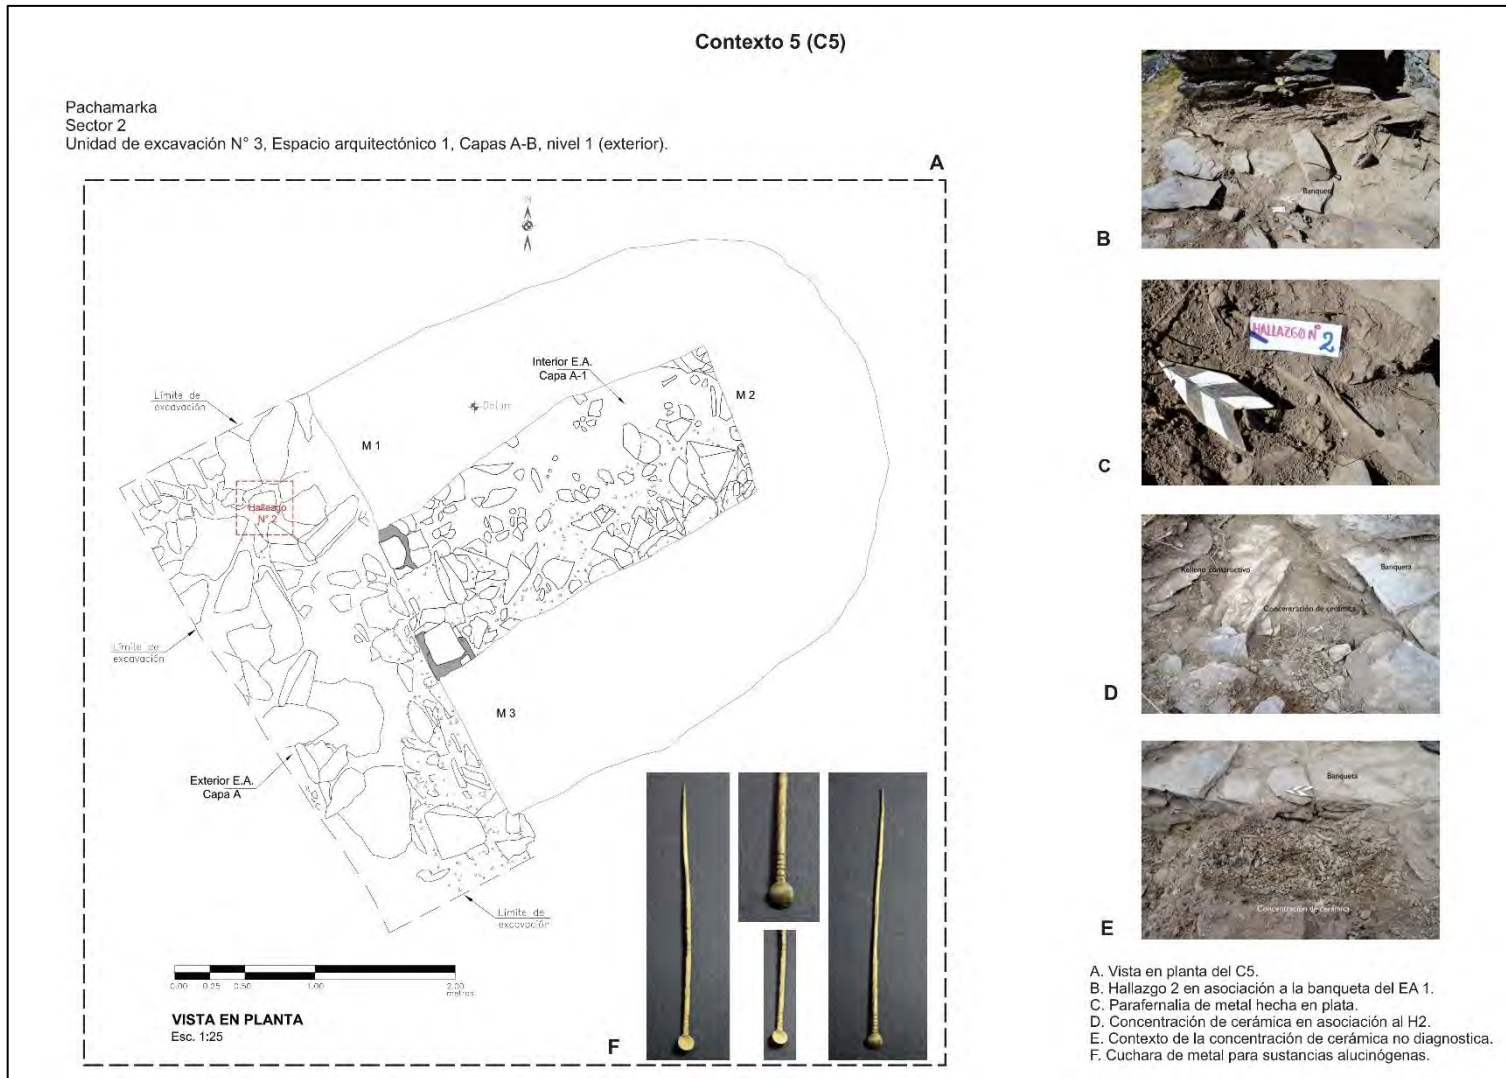 Contexto 5 (C5)
Pachamarka
Sector 2
Unidad de excavación N° 3, Espacio arquitectónico 1, Capas A-B, nivel 1 (exterior).
A
Interior E.A.
Capa A-1
M 2
Límite de
excavación
M 1
Hallazgo
N° 2
Límite de
excavación
M 3
Exterior E.A.
Capa A
Límite de
excavación
0.00
0.25
0.50
1.00
2.00
metros
VISTA EN PLANTA
Esc. 1:25
F
B
C
HALLAZGO N°
2
Relleno constructivo
Banqueta
Concentración de cerámica
D
Banqueta
Concentración de cerámica
E
A. Vista en planta del C5.
B. Hallazgo 2 en asociación a la banqueta del EA 1.
C. Parafernalia de metal hecha en plata.
D. Concentración de cerámica en asociación al H2.
E. Contexto de la concentración de cerámica no diagnostica.
F. Cuchara de metal para sustancias alucinógenas.